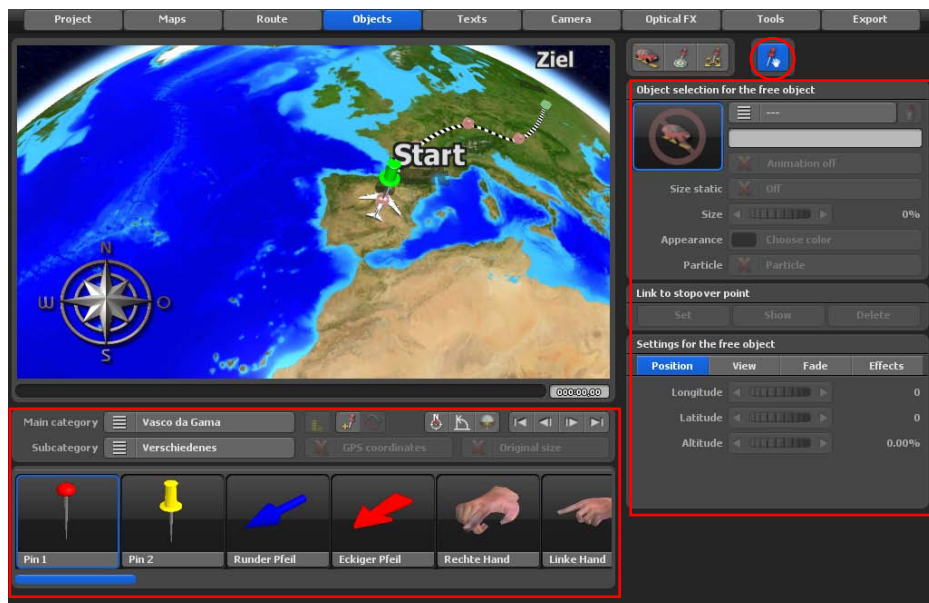 Project Maps Route Objects Texts Camera Optical FX Tools Export
Ziel
Start
N
W O
S
000:00,00
Object selection for the free object
---
Animation off
Size static Off
Size 0%
Appearance Choose color
Particle Particle
Link to stopover point
Set Show Delete
Settings for the free object
Position View Fade Effects
Longitude 0
Latitude 0
Altitude 0.00%
Main category Vasco da Gama
Subcategory Verschiedenes GPS coordinates Original size
Pin 1 Pin 2 Runder Pfeil Eckiger Pfeil Rechte Hand Linke Hand